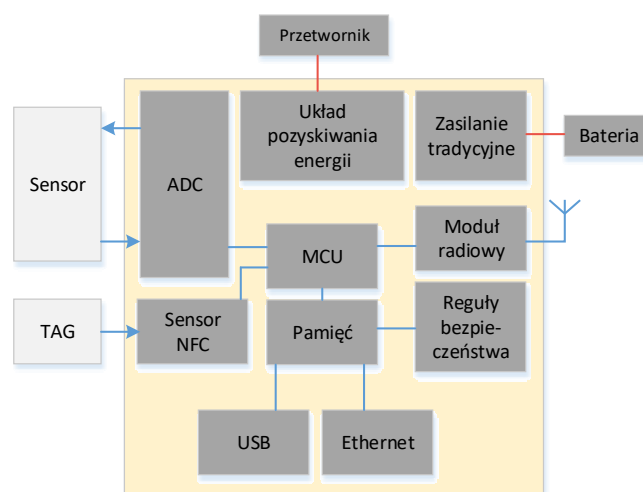 Przetwornik
Układ
pozyskiwania
energii
Zasilanie
tradycyjne
Bateria
Sensor
ADC
MCU
Moduł
radiowy
TAG
Sensor
NFC
Pamięć
Reguły
bezpie-
czeństwa
USB
Ethernet